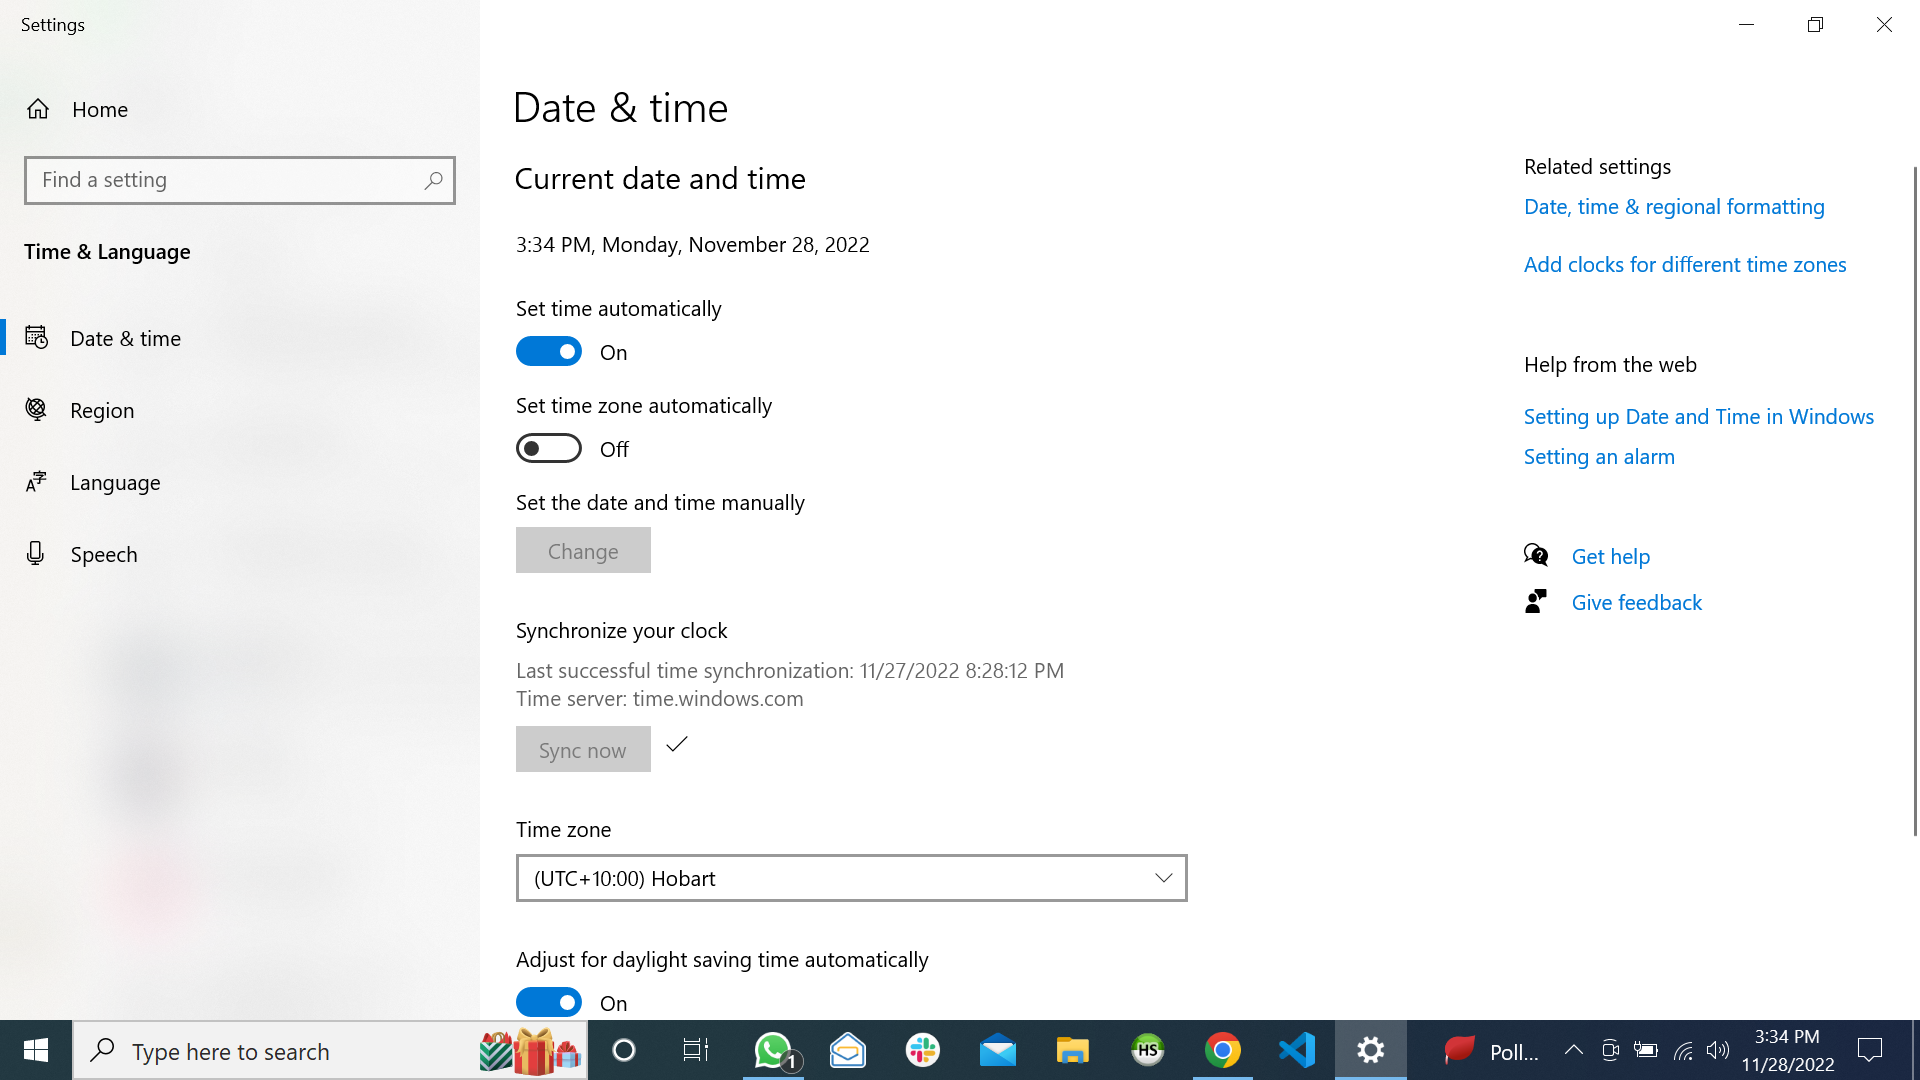 Settings
Home
Find a setting
Time & Language
Date & time
Region
Language
Speech
Date & time
Current date and time
3:34 PM, Monday, November 28, 2022
Set time automatically
On
Set time zone automatically
Off
Set the date and time manually
Change
Synchronize your clock
Last successful time synchronization: 11/27/2022 8:28:12 PM
Time server: time.windows.com
Sync now
Time zone
(UTC+10:00) Hobart
Adjust for daylight saving time automatically
On
Related settings
Date, time & regional formatting
Add clocks for different time zones
Help from the web
Setting up Date and Time in Windows
Setting an alarm
Get help
Give feedback
Type here to search
1
HS
Poll...
3:34 PM
11/28/2022